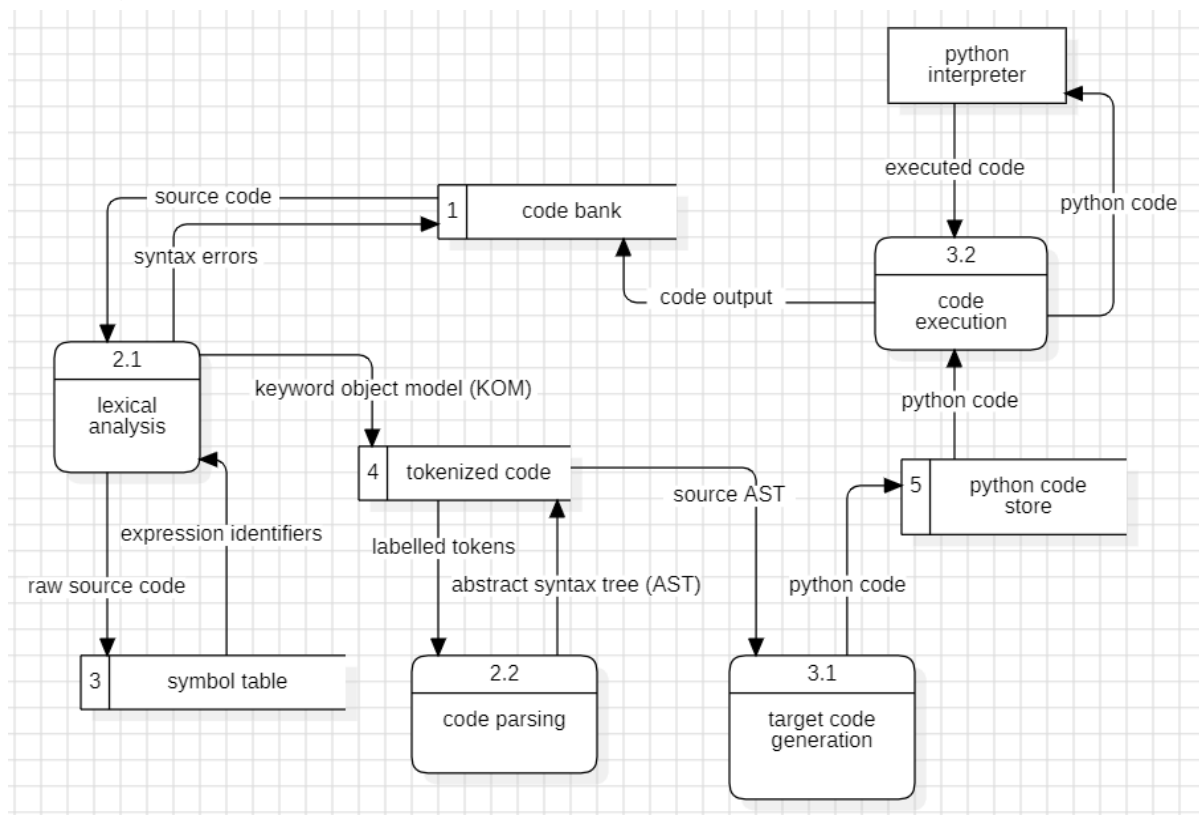 python
interpreter
executed code
python code
source code
1
code bank
syntax errors
3.2
code
execution
code output
2.1
lexical
analysis
keyword object model (KOM)
python code
4
tokenized code
source AST
5
python code
store
expression identifiers
labelled tokens
raw source code
abstract syntax tree (AST)
python code
3
symbol table
2.2
code parsing
3.1
target code
generation